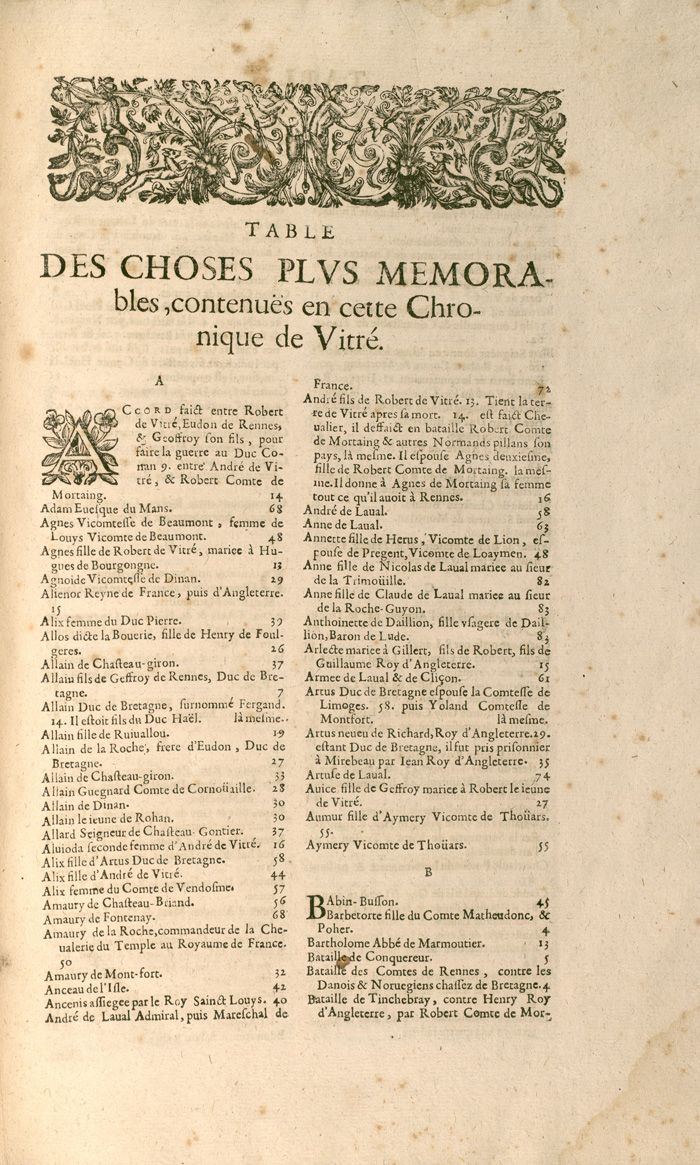 TABLE
DES CHOSES PLVS MEMORA-
bles, contenuës en cette Chro-
nique de Vitré.
A
ACCORD faict entre Robert
de Vitré, Eudon de Rennes,
& Geoffroy son fils, pour
faire la guerre au Duc Co-
nan 9. entre André de Vi-
tré, & Robert Comte de
Mortaing. 14
Adam Euesque du Mans. 68
Agnes Vicomtesse de Beaumont, femme de
Louys Vicomte de Beaumont. 48
Agnes fille de Robert de Vitré, mariee à Hu-
gues de Bourgongne. 13
Agnoide Vicomtesse de Dinan. 29
Alienor Reyne de France, puis d'Angleterre.
15
Alix femme du Duc Pierre. 39
Allos dicte la Bouerie, fille de Henry de Foul-
geres. 26
Allain de Chasteau-giron. 37
Allain fils de Geffroy de Rennes, Duc de Bre-
tagne. 7
Allain Duc de Bretagne, surnommé Fergand.
14. Il estoit fils du Duc Haël. là mesme.
Allain fille de Ruiuallou. 19
Allain de la Roche, frere d'Eudon, Duc de
Bretagne. 27
Allain de Chasteau-giron. 33
Allain Guegnard Comte de Cornoüaille. 28
Allain de Dinan. 30
Allain le ieune de Rohan. 30
Allard Seigneur de Chasteau-Gontier. 37
Aluioda seconde femme d'André de Vitré. 16
Alix fille d'Artus Duc de Bretagne. 58
Alix fille d'André de Vitré. 44
Alix femme du Comte de Vendosme. 57
Amaury de Chasteau-Briand. 56
Amaury de Fontenay. 68
Amaury de la Roche, commandeur de la Che-
ualerie du Temple au Royaume de France.
50
Amaury de Mont-fort. 32
Anceau de l'Isle. 42
Ancenis assiegee par le Roy Sainct Louys. 40
André de Laual Admiral, puis Mareschal de
France. 72
André fils de Robert de Vitré. 13. Tient la ter-
re de Vitré apres sa mort. 14. est faict Che-
ualier, il deffaict en bataille Robert Comte
de Mortaing & autres Normands pillans son
pays, là mesme. Il espouse Agnes deuxiesme,
fille de Robert Comte de Mortaing. la mes-
me. Il donne à Agnes de Mortaing sa femme
tout ce qu'il auoit à Rennes. 16
André de Laual. 58
Anne de Laual. 63
Annette fille de Herus, Vicomte de Lion, es-
pouse de Pregent, Vicomte de Loaymen. 48
Anne fille de Nicolas de Laual mariee au sieur
de la Trimoüille. 82
Anne fille de Claude de Laual mariee au sieur
de la Roche-Guyon. 83
Anthoinette de Daillion, fille vsagere de Dail-
lion, Baron de Lude. 83
Arlecte mariée à Gillert, fils de Robert, fils de
Guillaume Roy d'Angleterre. 15
Armee de Laual & de Cliçon. 61
Artus Duc de Bretagne espouse la Comtesse de
Limoges. 58. puis Yoland Comtesse de
Montfort. là mesme.
Artus neueu de Richard, Roy d'Angleterre. 29.
estant Duc de Bretagne, il fut pris prisonnier
à Mirebeau par Iean Roy d'Angleterre. 35
Artuse de Laual. 74
Auice fille de Geffroy mariee à Robert le ieune
de Vitré. 27
Aumur fille d'Aymery Vicomte de Thoüars.
55.
Aymery Vicomte de Thoüars. 55
B
BAbin-Busson. 45
Barbetorte fille du Comte Matheudonc, &
Poher. 4
Bartholome Abbé de Marmoutier. 13
Bataille de Conquereur. 5
Bataille des Comtes de Rennes, contre les
Danois & Noruegiens chassez de Bretagne. 4
Bataille de Tinchebray, contre Henry Roy
d'Angleterre, par Robert Comte de Mor-